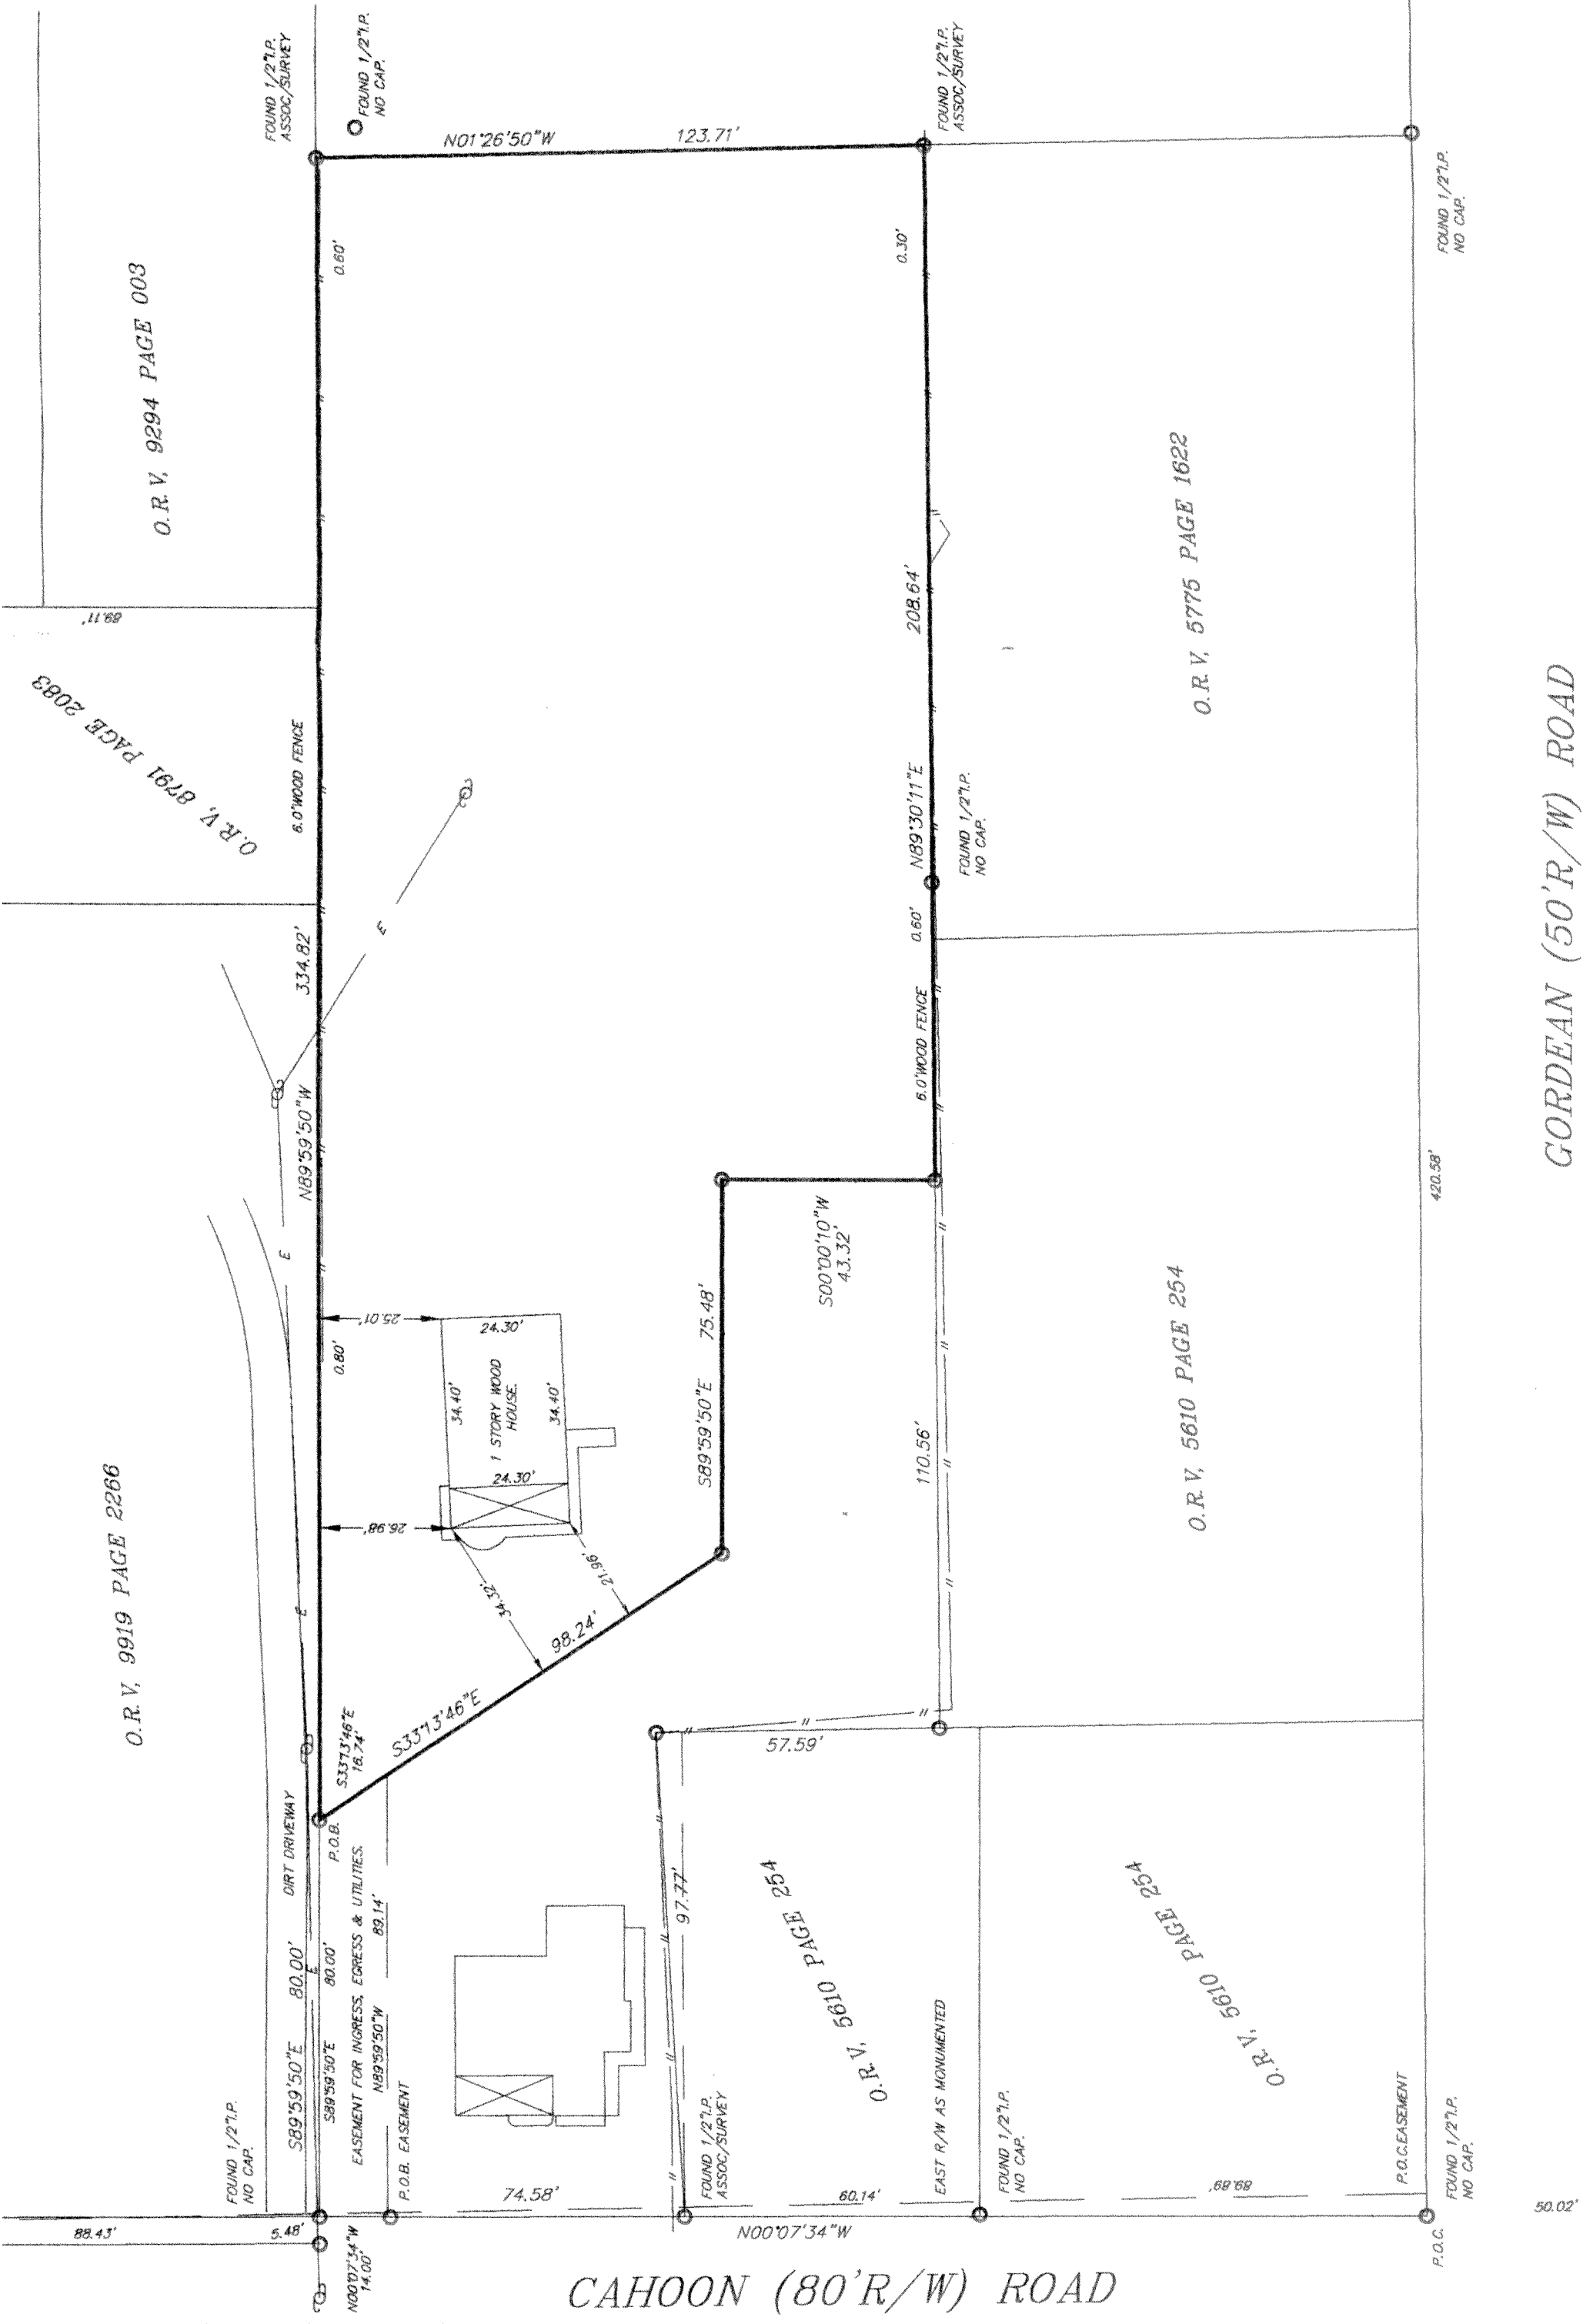 FOUND 1/2"I.P.
ASSOC/SURVEY
FOUND 1/2"I.P.
NO CAP.
N01°26'50"W 123.71'
FOUND 1/2"I.P.
ASSOC/SURVEY
FOUND 1/2"I.P.
NO CAP.
0.60'
0.30'
O.R.V, 9294 PAGE 003
89.11'
O.R.V, 8791 PAGE 2083
6.0'WOOD FENCE
334.82'
N89°59'50"W
E
E
E
E
208.64'
N89°30'11"E
FOUND 1/2"I.P.
NO CAP.
0.60'
6.0'WOOD FENCE
O.R.V, 5775 PAGE 1622
GORDEAN (50'R/W) ROAD
420.58'
S00°00'10"W
43.32'
75.48'
S89°59'50"E
110.56'
25.01'
0.80'
24.30'
34.40'
1 STORY WOOD
HOUSE.
34.40'
24.30'
26.98'
34.32'
21.96'
98.24'
S33°13'46"E
S33°13'46"E
16.74'
O.R.V, 9919 PAGE 2266
O.R.V, 5610 PAGE 254
DIRT DRIVEWAY
P.O.B.
57.59'
97.77'
S89°59'50"E 80.00'
S89°59'50"E 80.00'
EASEMENT FOR INGRESS, EGRESS & UTILITIES.
N89°59'50"W 89.14'
P.O.B. EASEMENT
O.R.V, 5610 PAGE 254
O.R.V, 5610 PAGE 254
FOUND 1/2"I.P.
NO CAP.
FOUND 1/2"I.P.
ASSOC/SURVEY
EAST R/W AS MONUMENTED
FOUND 1/2"I.P.
NO CAP.
P.O.C.EASEMENT
FOUND 1/2"I.P.
NO CAP.
88.43'
5.48'
74.58'
60.14'
89.89'
50.02'
N00°07'34"W
14.00'
N00°07'34"W
P.O.C.
CAHOON (80'R/W) ROAD